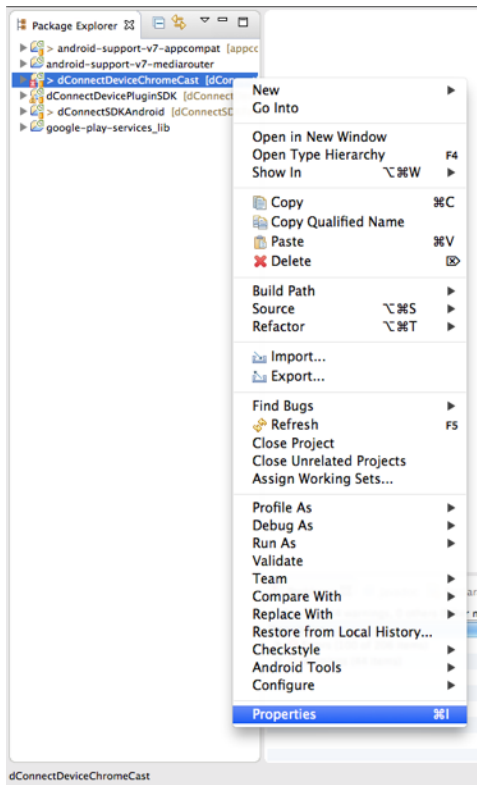 Package Explorer
> android-support-v7-appcompat [appcc
android-support-v7-mediarouter
> dConnectDeviceChromeCast [dCon
dConnectDevicePluginSDK [dConnect
> dConnectSDKAndroid [dConnectSD
google-play-services_lib
New
Go Into
Open in New Window
Open Type Hierarchy F4
Show In ⌥⌘W
Copy ⌘C
Copy Qualified Name
Paste ⌘V
Delete ⌦
Build Path
Source ⌥⌘S
Refactor ⌥⌘T
Import...
Export...
Find Bugs
Refresh F5
Close Project
Close Unrelated Projects
Assign Working Sets...
Profile As
Debug As
Run As
Validate
Team
Compare With
Replace With
Restore from Local History...
Checkstyle
Android Tools
Configure
Properties ⌘I
dConnectDeviceChromeCast